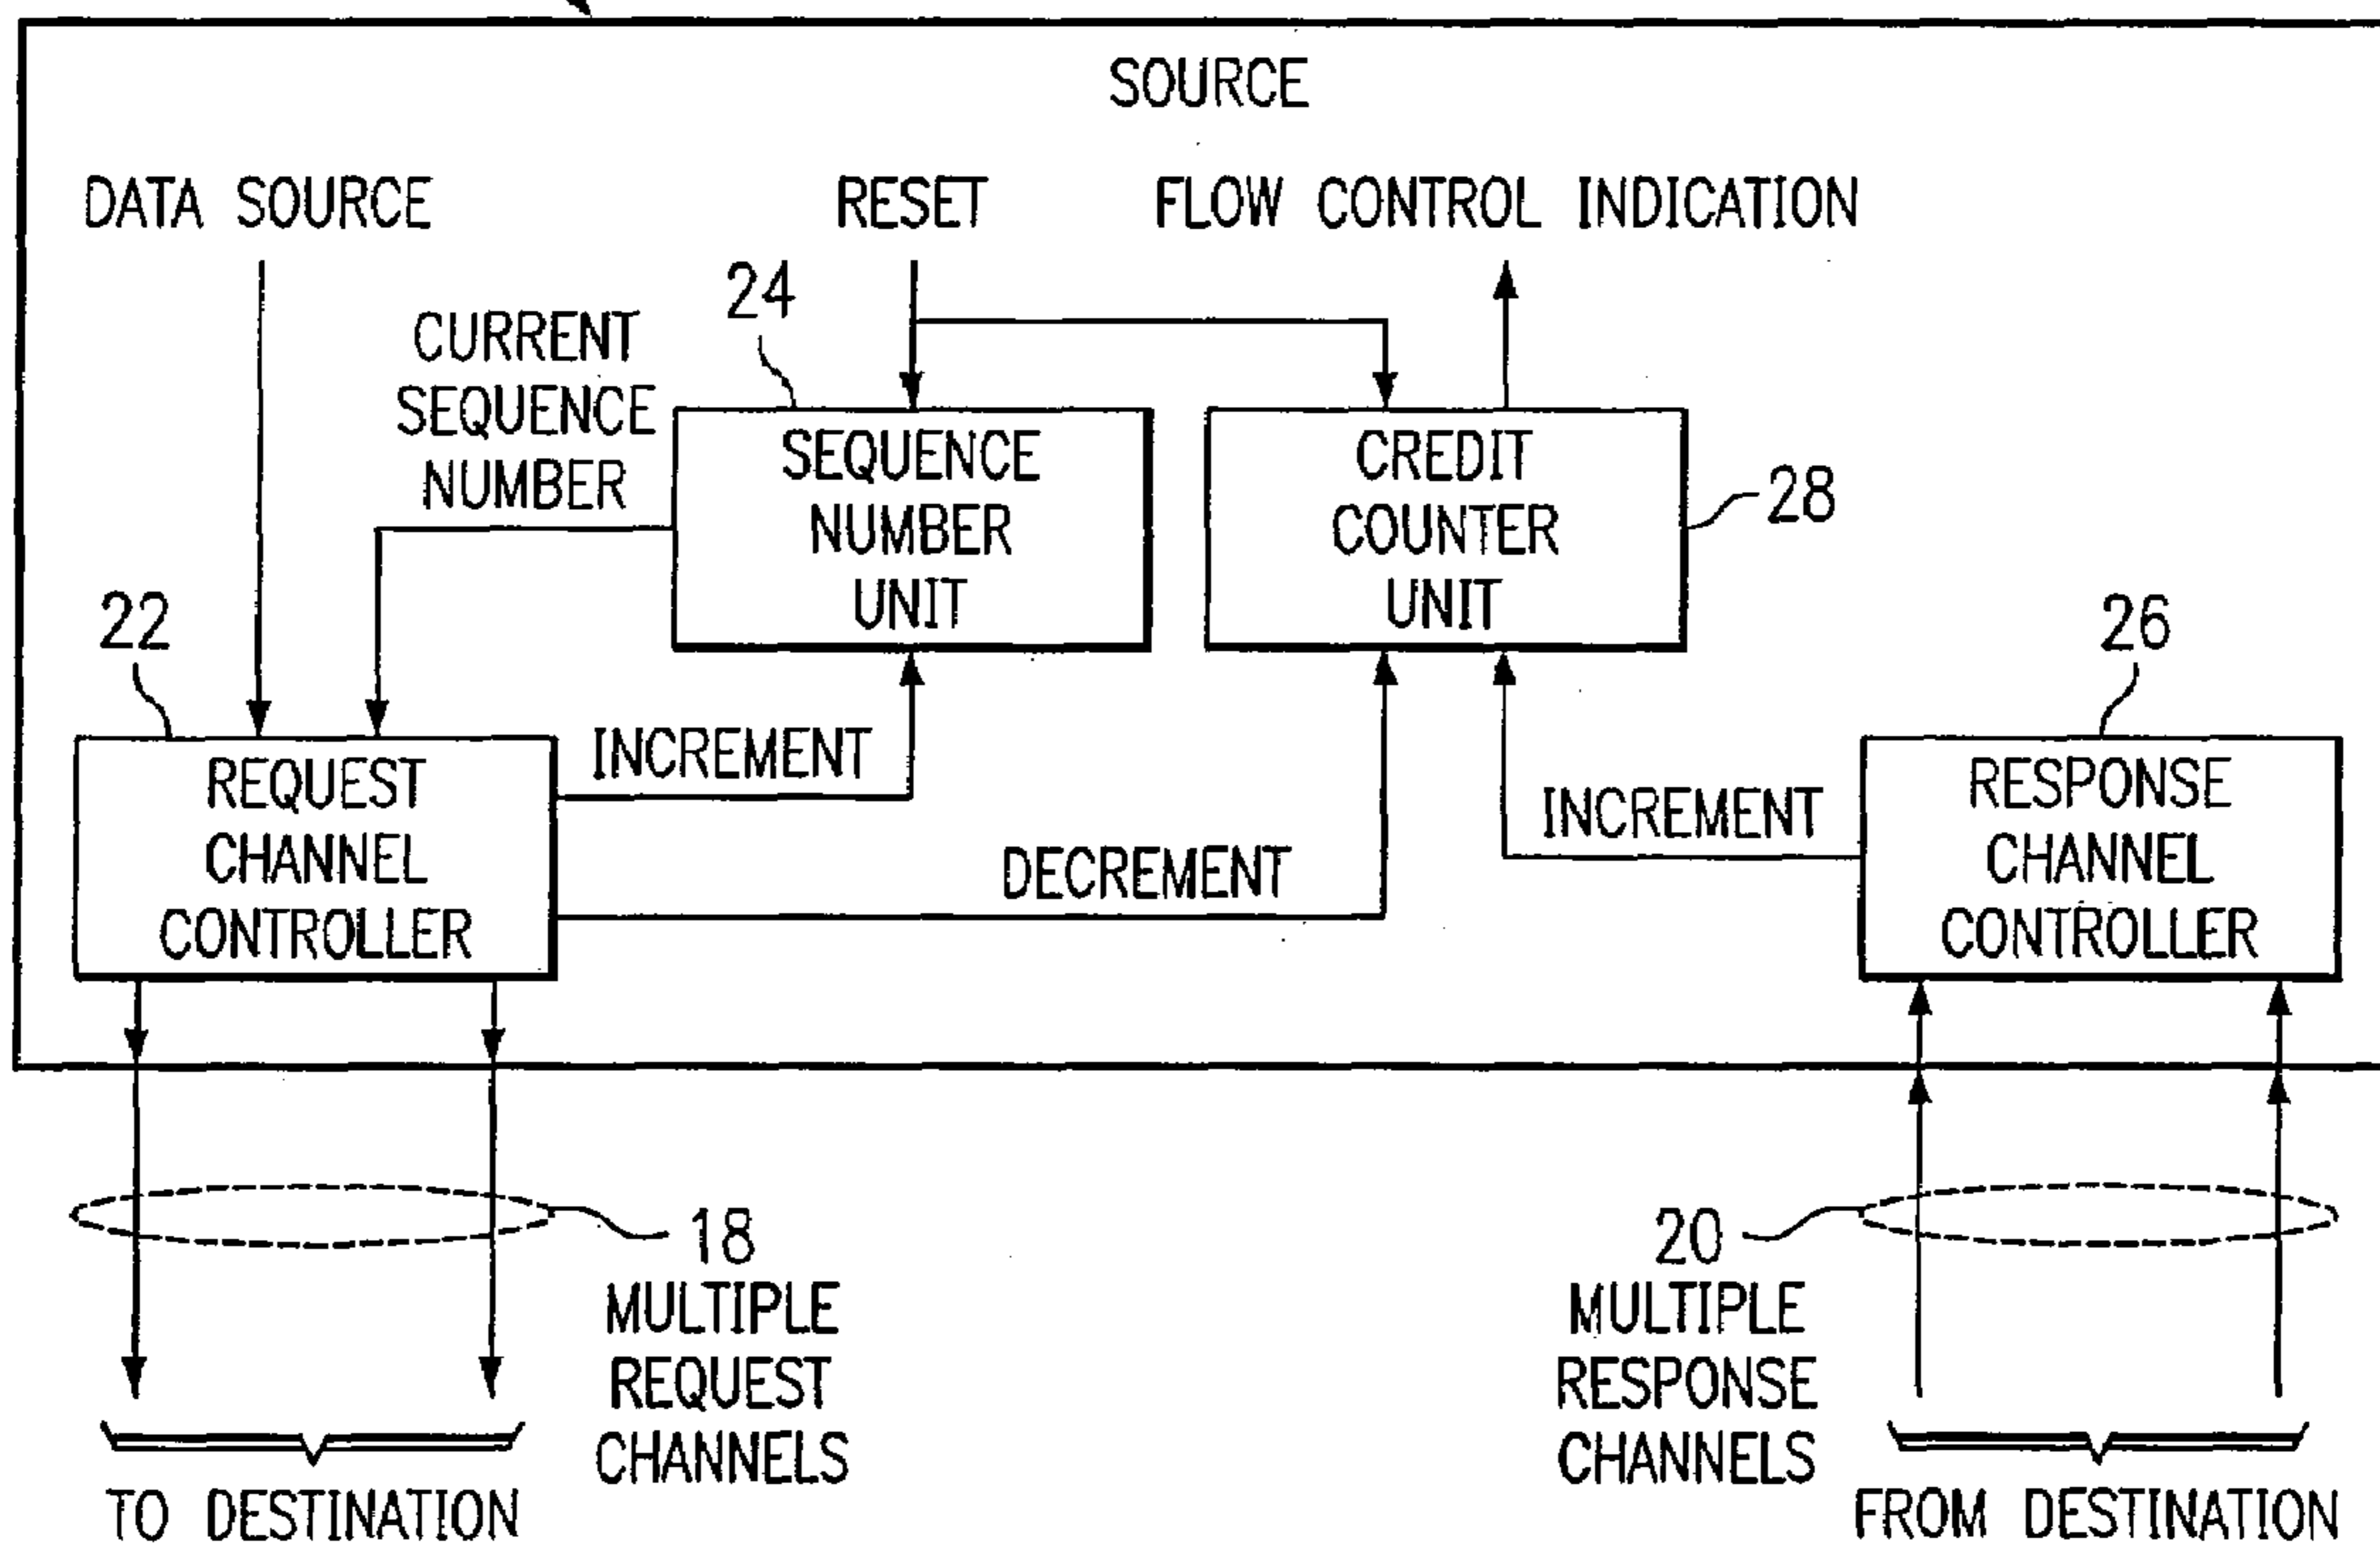 SOURCE
DATA SOURCE
RESET
FLOW CONTROL INDICATION
24
CURRENT
SEQUENCE
NUMBER
SEQUENCE
NUMBER
UNIT
CREDIT
COUNTER
UNIT
28
22
26
REQUEST
CHANNEL
CONTROLLER
INCREMENT
DECREMENT
INCREMENT
RESPONSE
CHANNEL
CONTROLLER
18
MULTIPLE
REQUEST
CHANNELS
20
MULTIPLE
RESPONSE
CHANNELS
TO DESTINATION
FROM DESTINATION